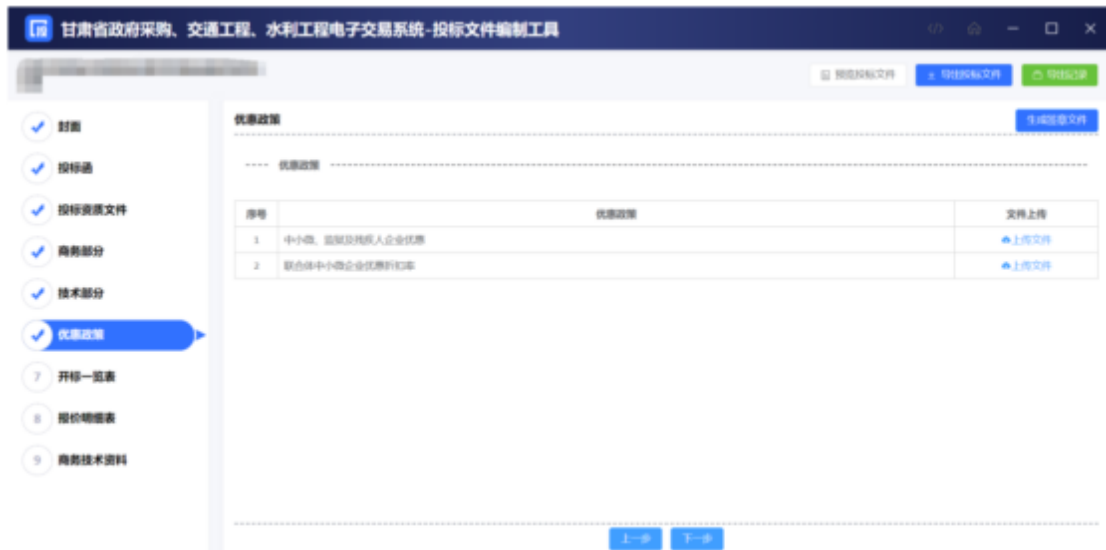 甘肃省政府采购、交通工程、水利工程电子交易系统-投标文件编制工具
预览投标文件
导出投标文件
导出记录
封面
投标函
投标资质文件
商务部分
技术部分
优惠政策
7 开标一览表
8 报价明细表
9 商务技术资料
优惠政策
生成签章文件
优惠政策
序号 优惠政策 文件上传
1 中小微、监狱及残疾人企业优惠 上传文件
2 联合体中小微企业优惠折扣率 上传文件
上一步 下一步